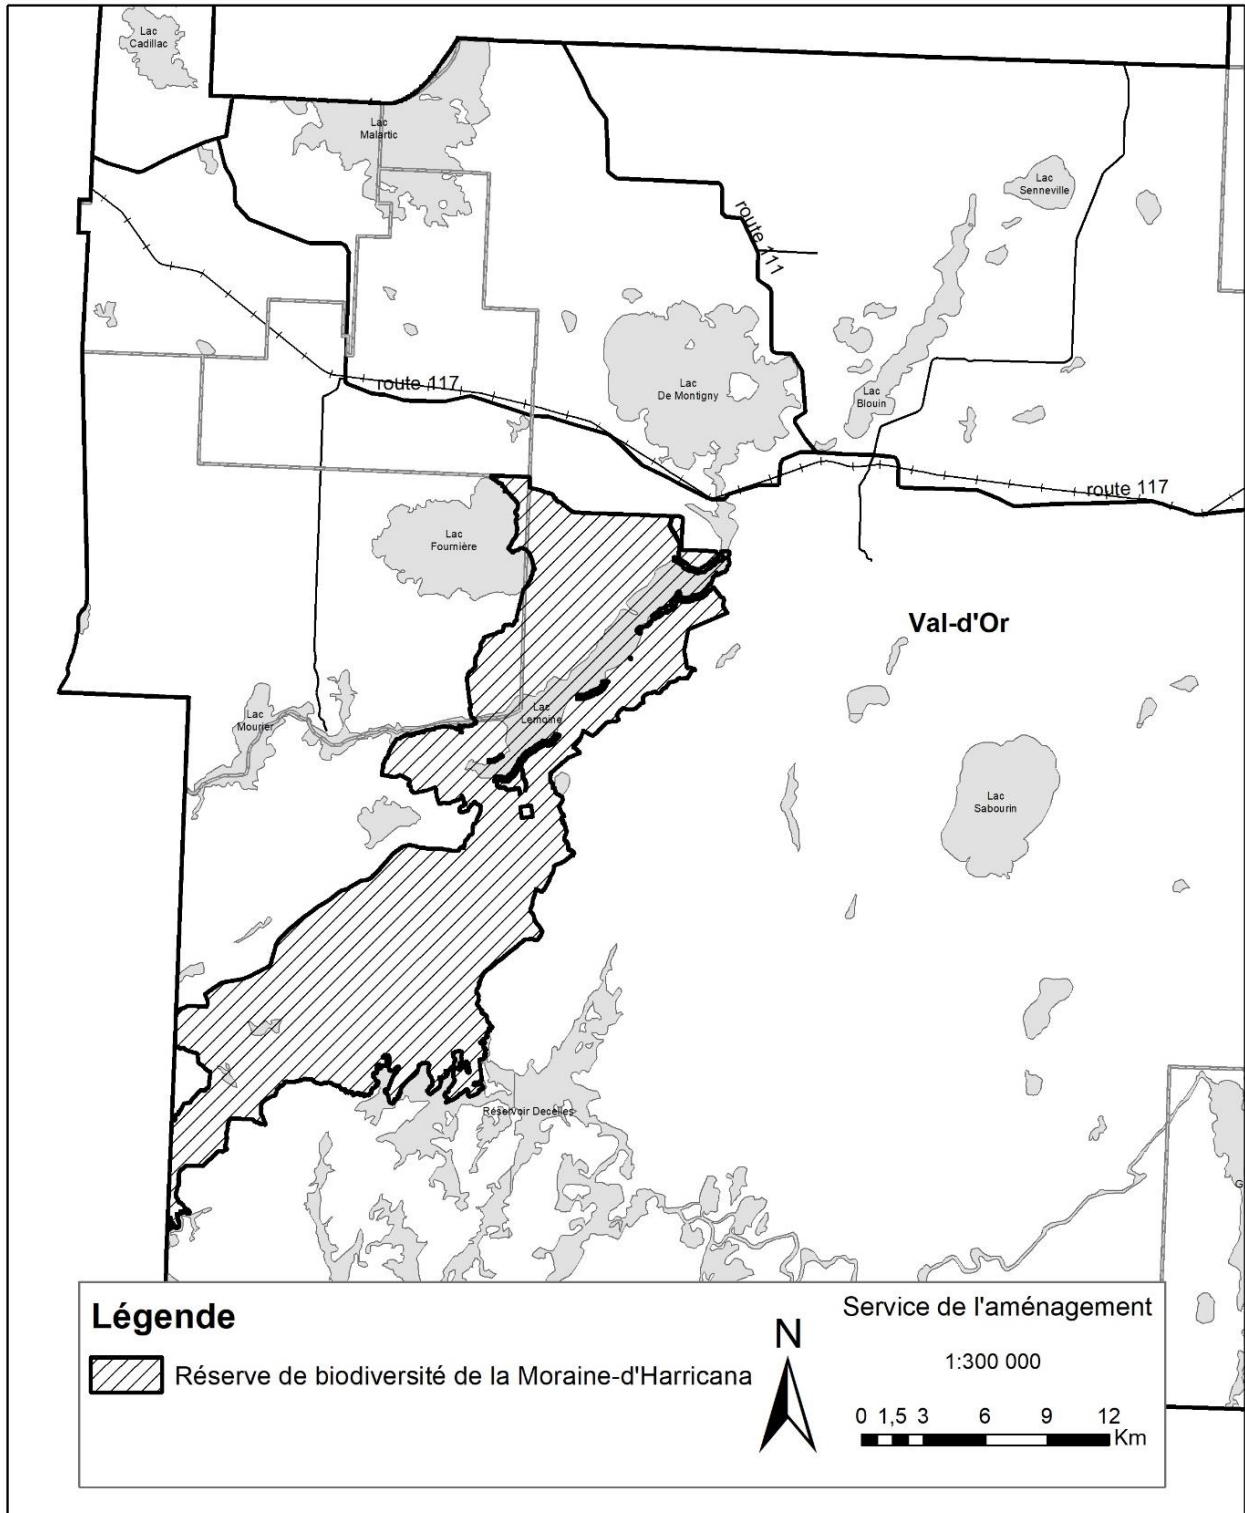 Lac
Cadillac
Lac
Malartic
Lac
Senneville
route 111
route 117
Lac
De Montigny
Lac
Blouin
route 117
Lac
Fournière
Val-d'Or
Lac
Mourier
Lac
Lemoine
Lac
Sabourin
Réservoir Decelles
G
Légende
Réserve de biodiversité de la Moraine-d'Harricana
N
Service de l'aménagement
1:300 000
0 1,5 3 6 9 12
Km